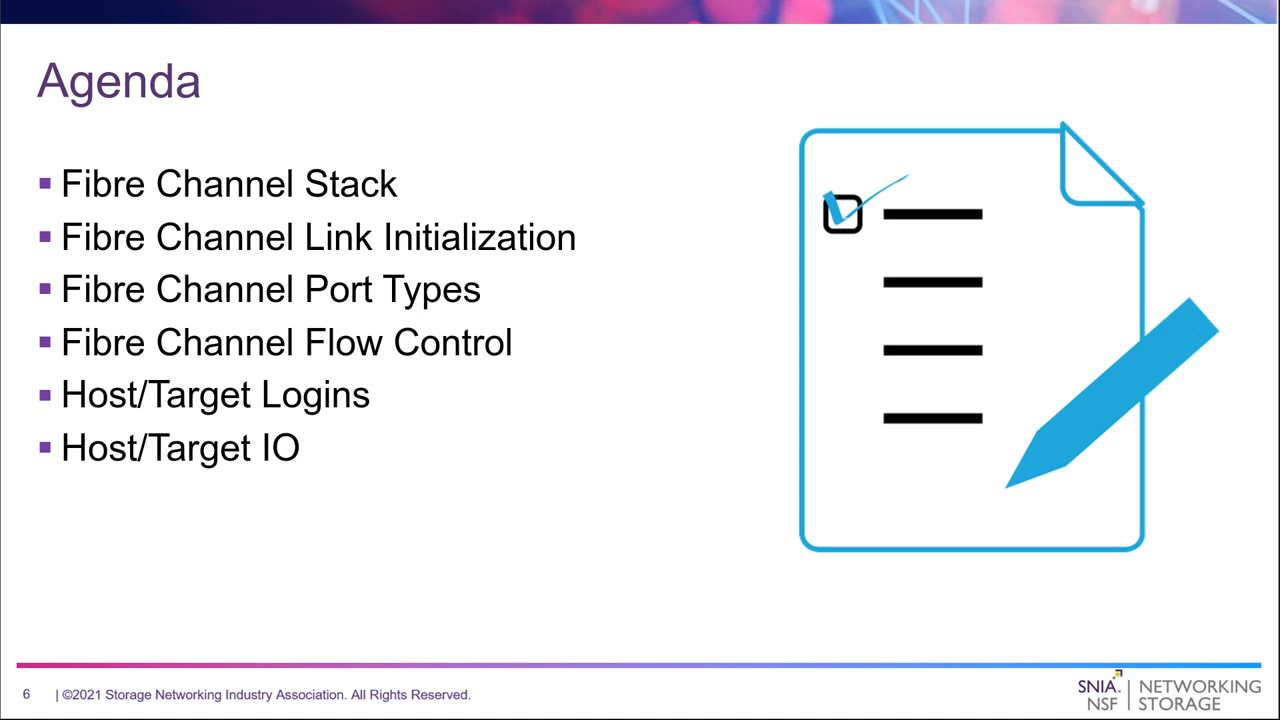 Agenda
Fibre Channel Stack
Fibre Channel Link Initialization
Fibre Channel Port Types
Fibre Channel Flow Control
Host/Target Logins
Host/Target IO
6 | ©2021 Storage Networking Industry Association. All Rights Reserved.
SNIA. | NETWORKING
NSF | STORAGE